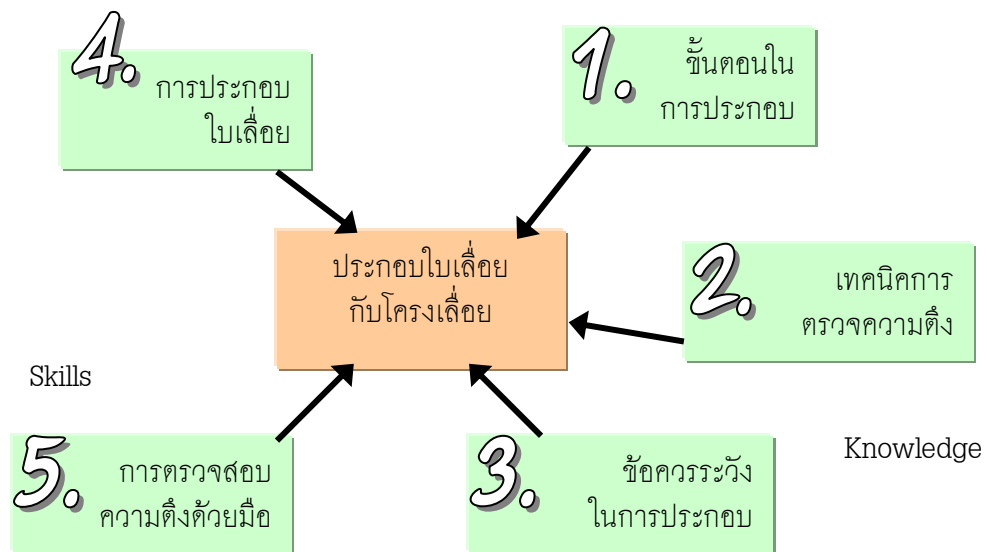 4.
การประกอบ
ใบเลื่อย
1.
ขั้นตอนใน
การประกอบ
ประกอบใบเลื่อย
กับโครงเลื่อย
2.
เทคนิคการ
ตรวจความตึง
Skills
Knowledge
5.
การตรวจสอบ
ความตึงด้วยมือ
3.
ข้อควรระวัง
ในการประกอบ